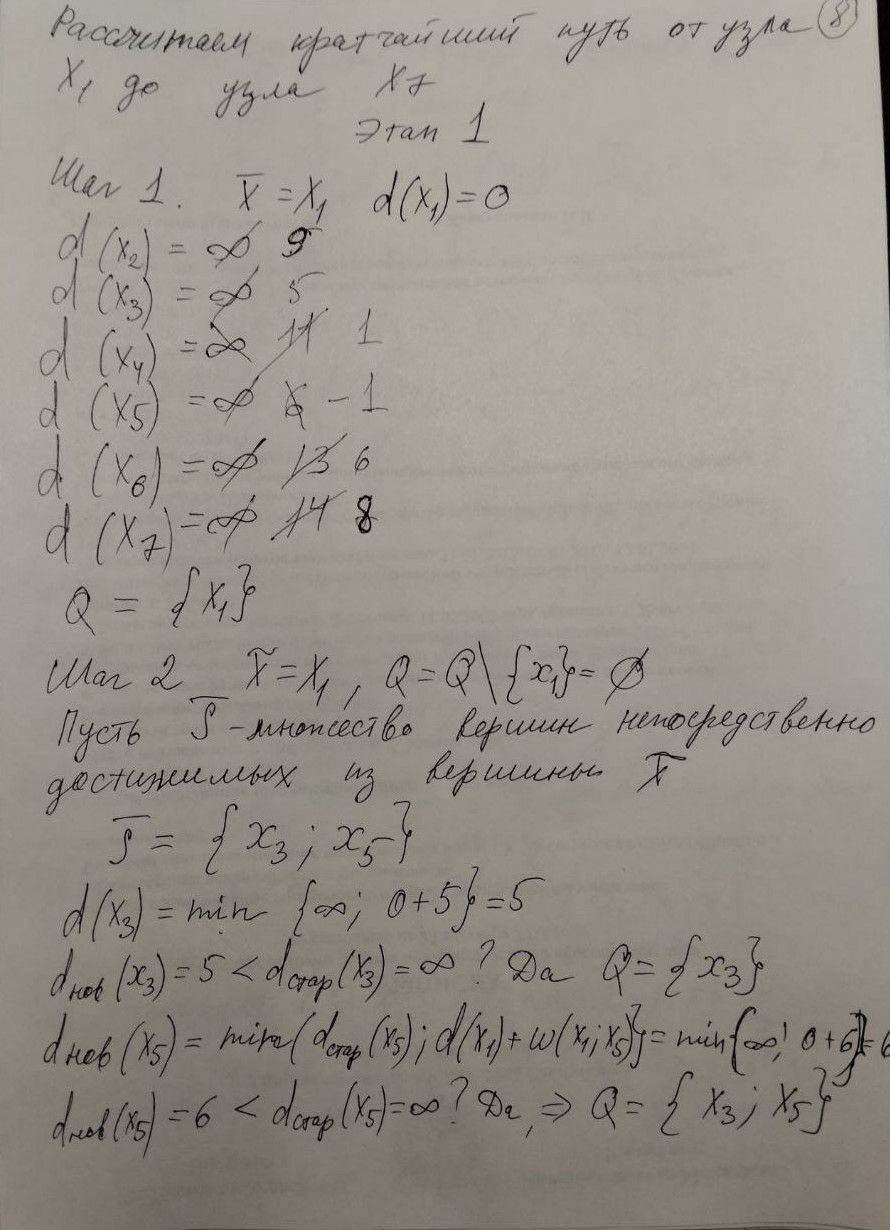 Рассчитаем кратчайший путь от узла 8
X₁ до узла X₇
Этап 1
Шаг 1. X̅ = X₁ d(x₁) = 0
d (x₂) = ∞ 9
d (x₃) = ∞ 5
d (x₄) = ∞ 11 1
d (x₅) = ∞ 6 -1
d (x₆) = ∞ 13 6
d (x₇) = ∞ 14 8
Q = {x₁}
Шаг 2 X̃ = X₁, Q = Q \ {x₁} = ∅
Пусть S̅ - множество вершин непосредственно
достижимых из вершины X̅
S̅ = {x₃; x₅}
d(x₃) = min {∞; 0+5} = 5
dнов(x₃) = 5 < dстар(x₃) = ∞ ? Да Q = {x₃}
dнов(x₅) = min(dстар(x₅); d(x₁) + w(x₁; x₅)} = min{∞; 0+6} = 6
dнов(x₅) = 6 < dстар(x₅) = ∞ ? Да, ⇒ Q = {x₃; x₅}